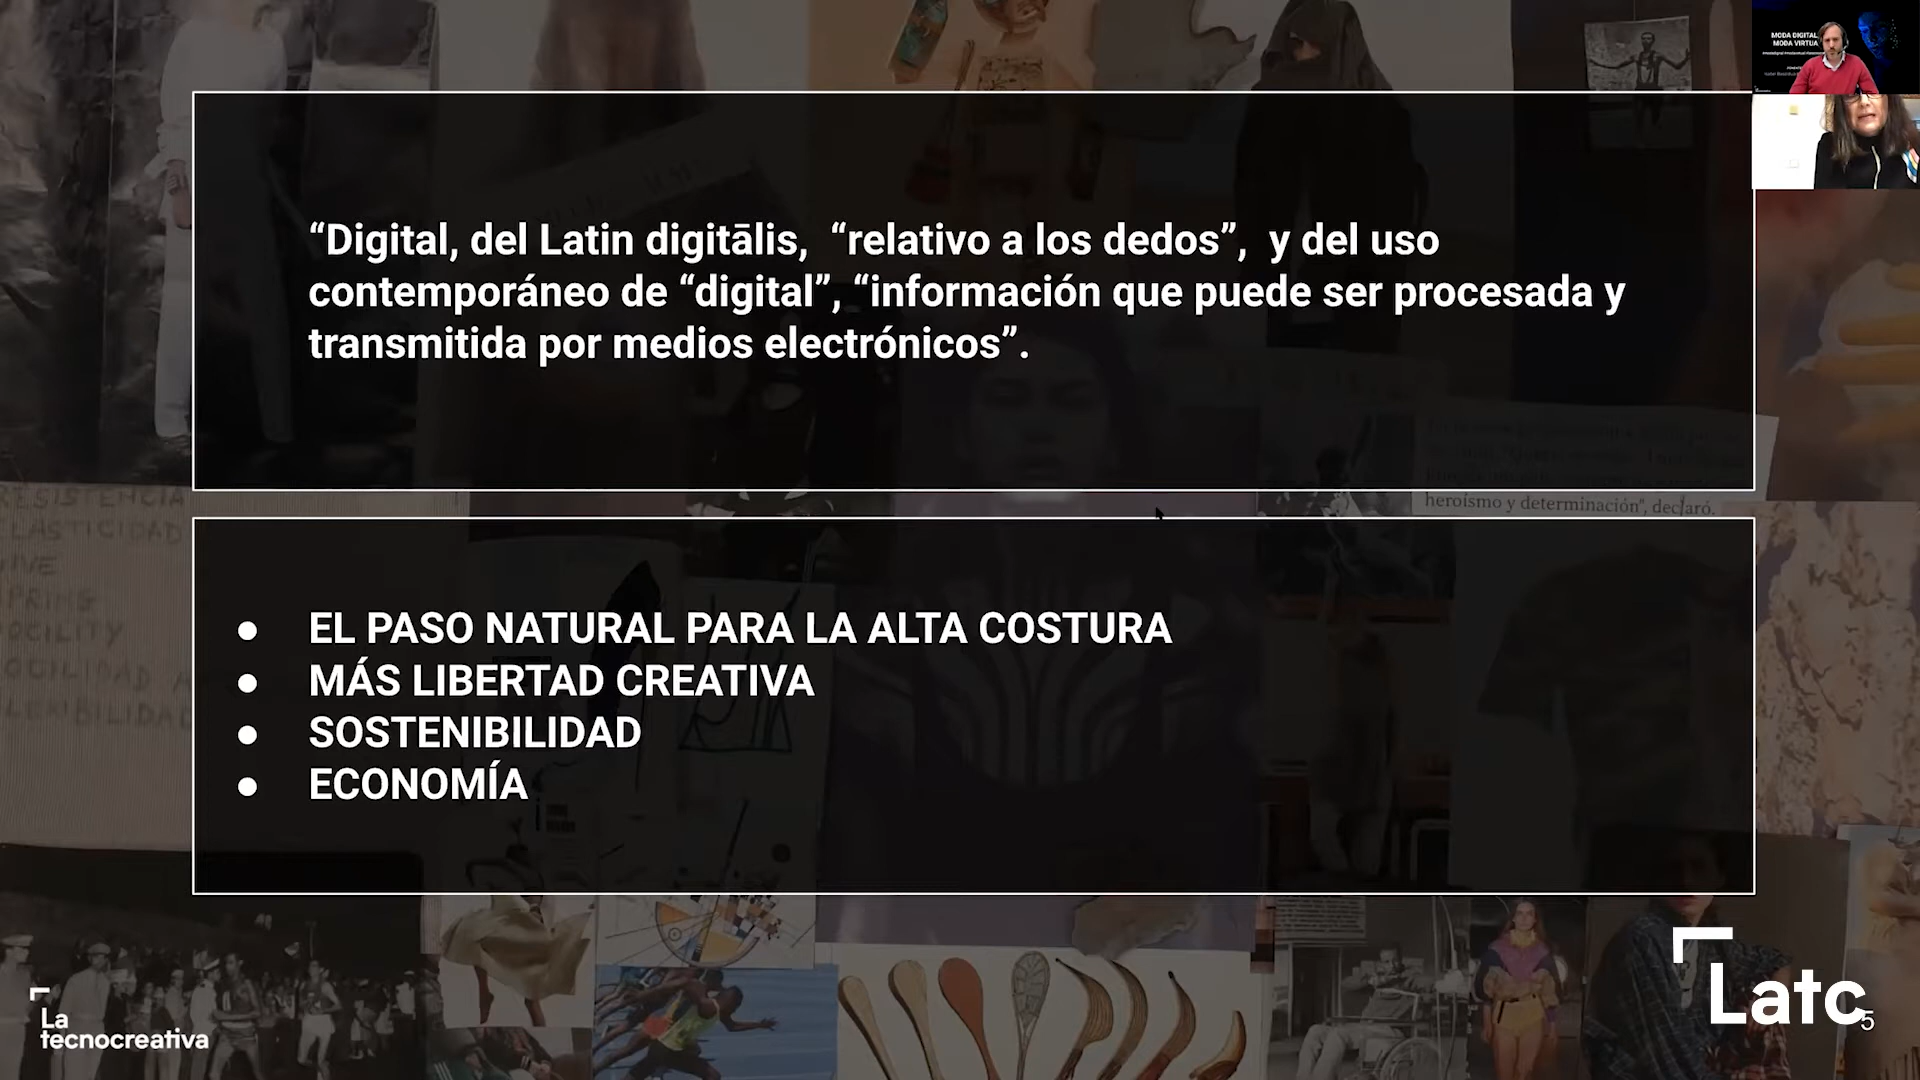 MODA DIGITAL
MODA VIRTUA
“Digital, del Latin digitālis,  “relativo a los dedos”,  y del uso
contemporáneo de “digital”, “información que puede ser procesada y
transmitida por medios electrónicos”.
heroísmo y determinación”, declaró.
RESISTENCIA
ELASTICIDAD
● EL PASO NATURAL PARA LA ALTA COSTURA
● MÁS LIBERTAD CREATIVA
● SOSTENIBILIDAD
● ECONOMÍA
La
tecnocreativa
Latc
5